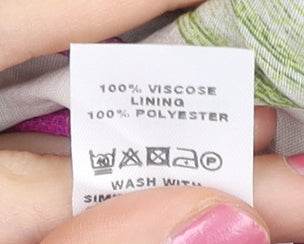 100% VISCOSE
LINING
100% POLYESTER
WASH WITH